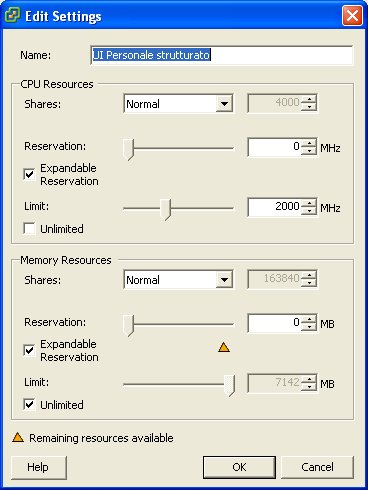 Edit Settings
Name: UI Personale strutturato
CPU Resources
Shares: Normal 4000
Reservation: 0 MHz
Expandable
Reservation
Limit: 2000 MHz
Unlimited
Memory Resources
Shares: Normal 163840
Reservation: 0 MB
Expandable
Reservation
Limit: 7142 MB
Unlimited
Remaining resources available
Help OK Cancel